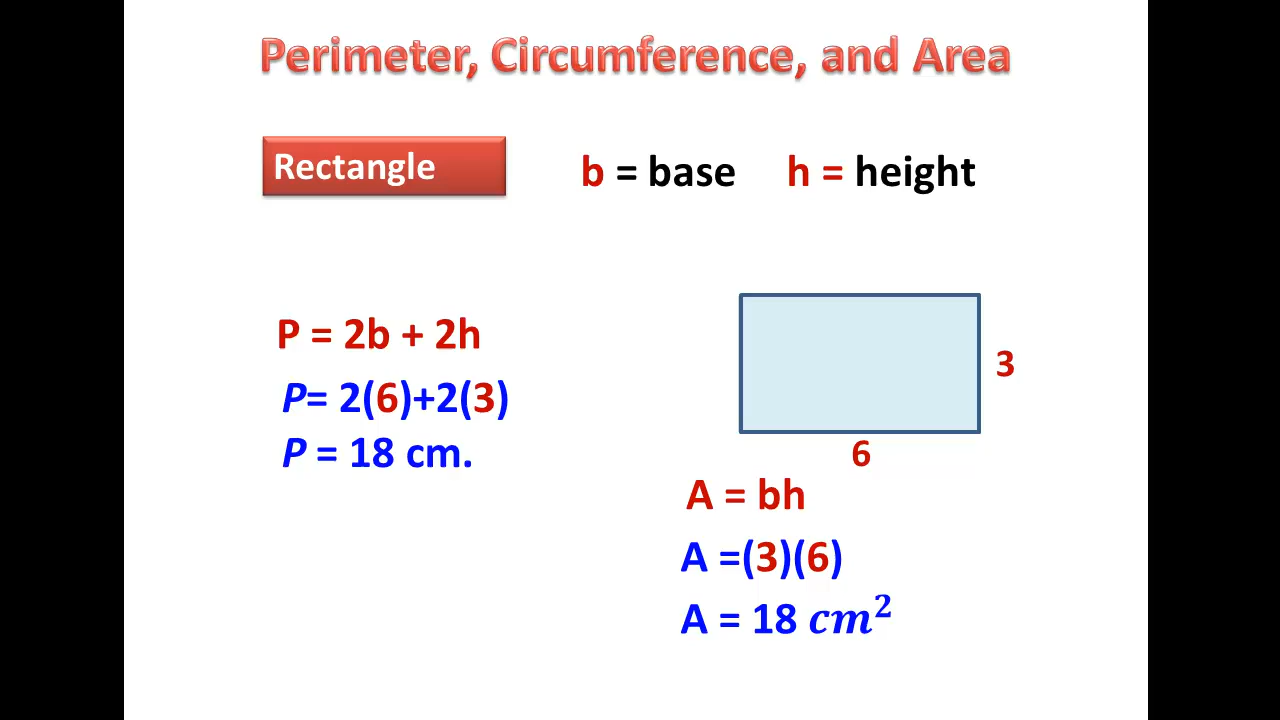 Perimeter, Circumference, and Area
Rectangle
b = base h = height
P = 2b + 2h
P= 2(6)+2(3)
P = 18 cm.
3
6
A = bh
A =(3)(6)
A = 18 cm²